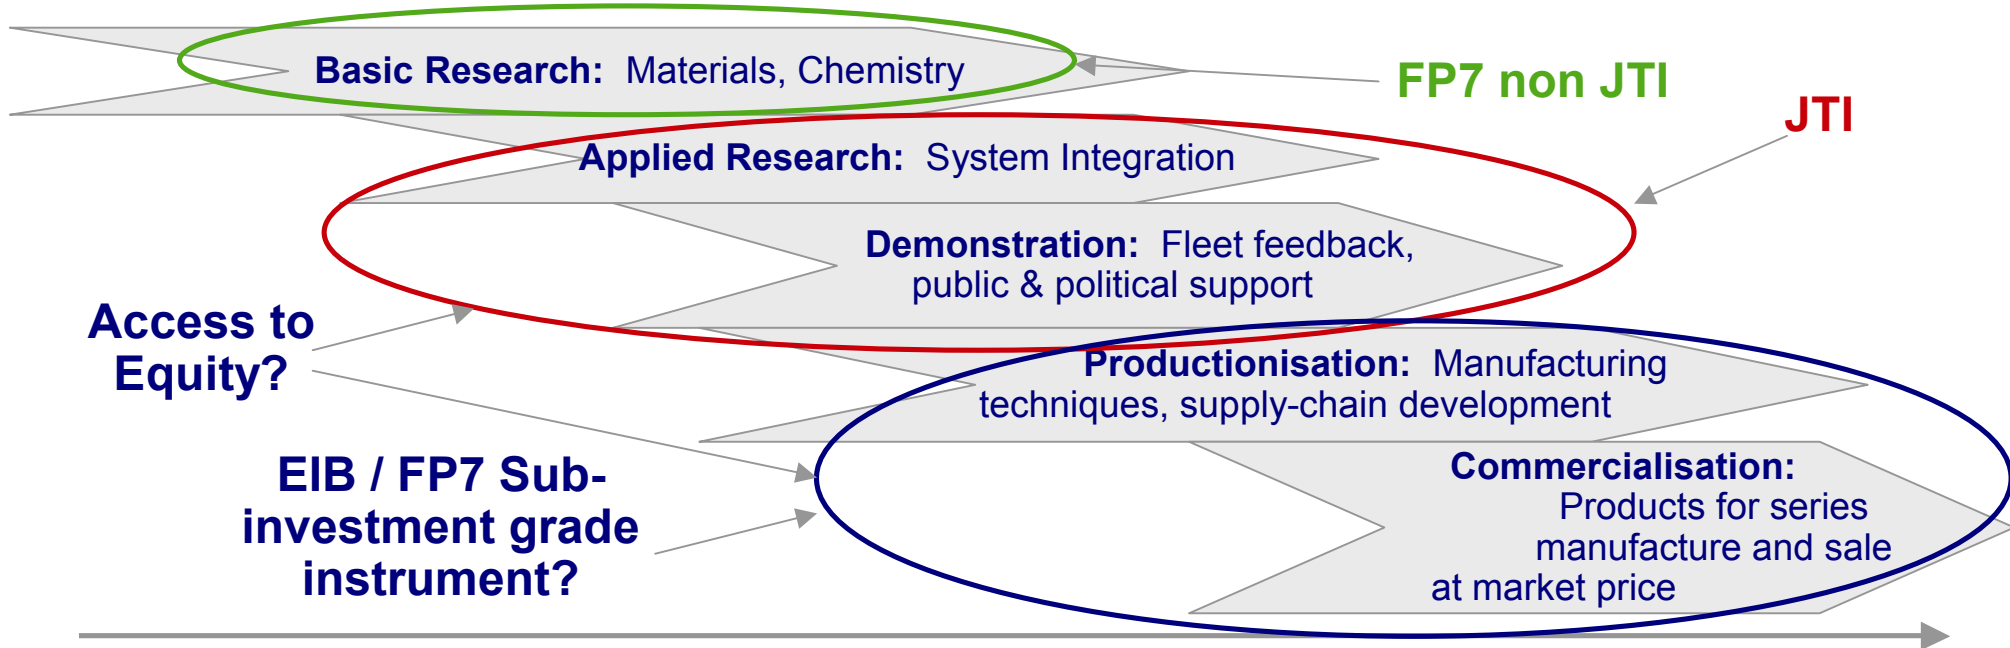 Basic Research: Materials, Chemistry
FP7 non JTI
JTI
Applied Research: System Integration
Demonstration: Fleet feedback,
public & political support
Access to
Equity?
Productionisation: Manufacturing
techniques, supply-chain development
EIB / FP7 Sub-
investment grade
instrument?
Commercialisation:
Products for series
manufacture and sale
at market price